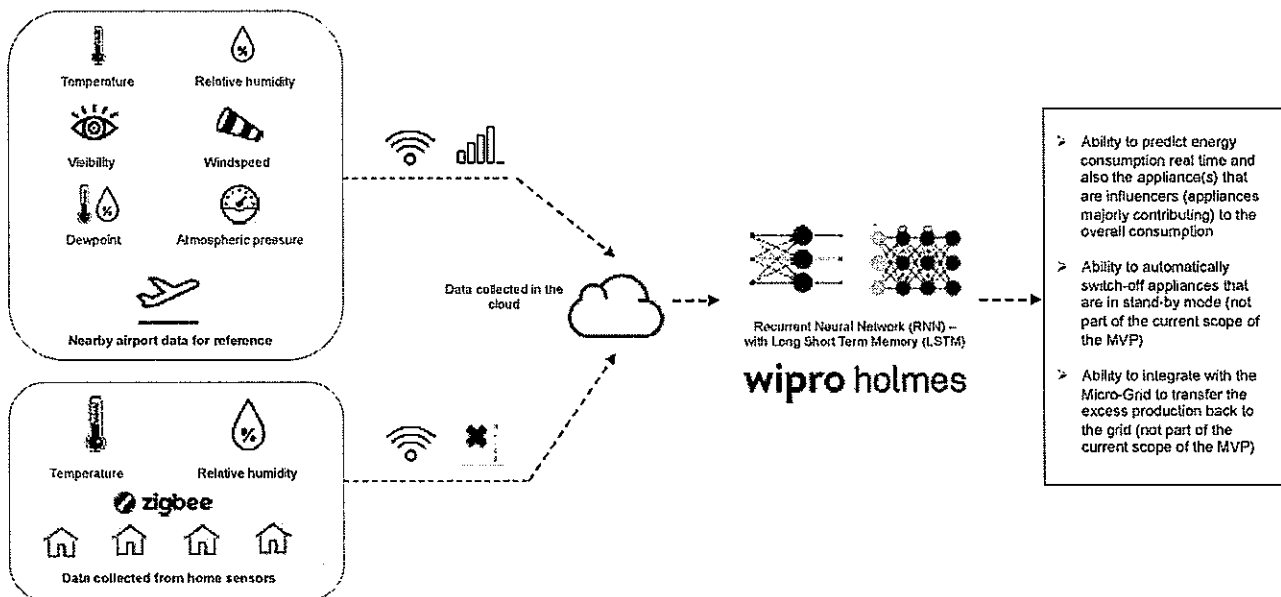 Temperature
Relative humidity
Visibility
Windspeed
Dewpoint
Atmospheric preasure
Nearby airport data for reference
Temperature
Relative humidity
zigbee
Data collected from home sensors
Data collected in the
cloud
Recurrent Neural Network (RNN) –
with Long Short Term Memory (LSTM)
wipro holmes
➢ Ability to predict energy
consumption real time and
also the appliance(s) that
are influencers (appliances
majorly contributing) to the
overall consumption
➢ Ability to automatically
switch-off appliances that
are in stand-by mode (not
part of the current scope of
the MVP)
➢ Ability to integrate with the
Micro-Grid to transfer the
excess production back to
the grid (not part of the
current scope of the MVP)